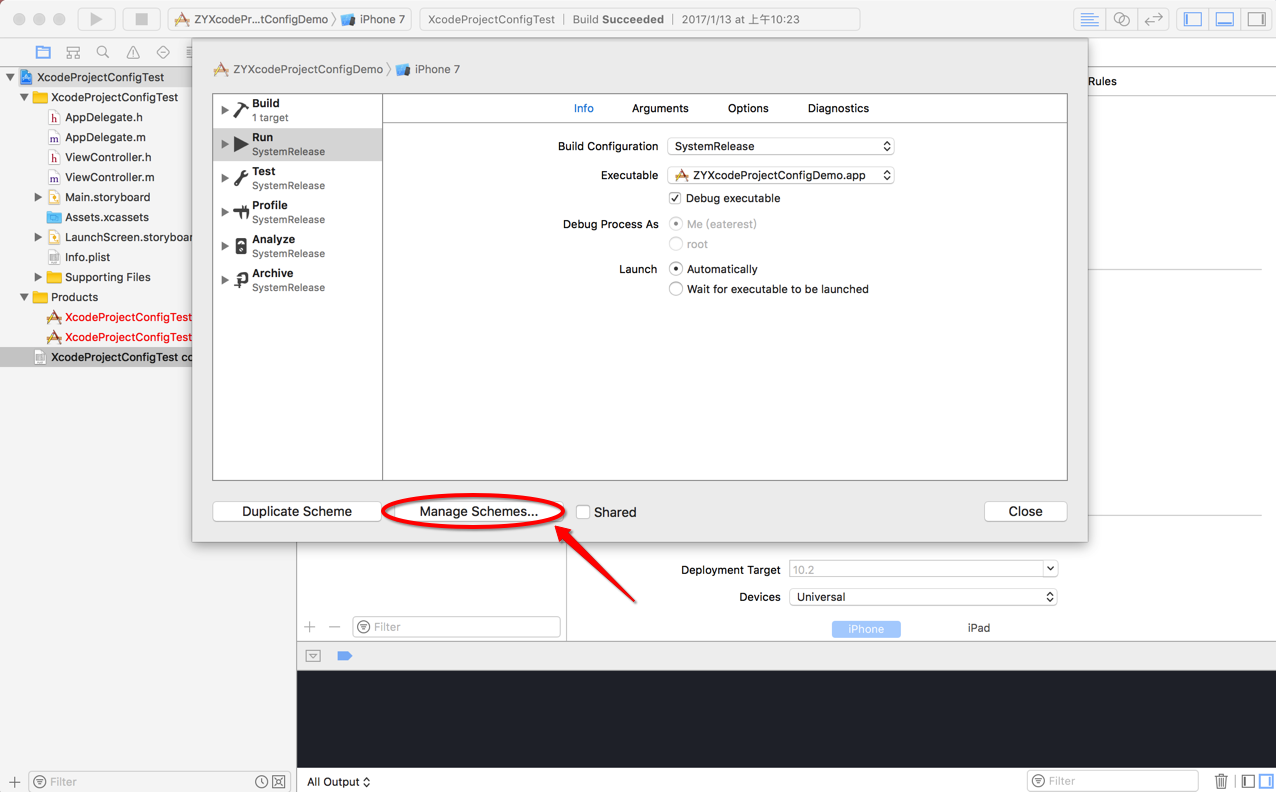 ZYXcodePr...tConfigDemo iPhone 7
XcodeProjectConfigTest | Build Succeeded | 2017/1/13 at 上午10:23
XcodeProjectConfigTest
XcodeProjectConfigTest
AppDelegate.h
AppDelegate.m
ViewController.h
ViewController.m
Main.storyboard
Assets.xcassets
LaunchScreen.storyboar
Info.plist
Supporting Files
Products
XcodeProjectConfigTest
XcodeProjectConfigTest
XcodeProjectConfigTest co
Filter
ZYXcodeProjectConfigDemo iPhone 7
Build
1 target
Run
SystemRelease
Test
SystemRelease
Profile
SystemRelease
Analyze
SystemRelease
Archive
SystemRelease
Info Arguments Options Diagnostics
Build Configuration SystemRelease
Executable ZYXcodeProjectConfigDemo.app
Debug executable
Debug Process As Me (eaterest)
root
Launch Automatically
Wait for executable to be launched
Duplicate Scheme Manage Schemes... Shared Close
Rules
Deployment Target 10.2
Devices Universal
iPhone iPad
Filter
All Output
Filter